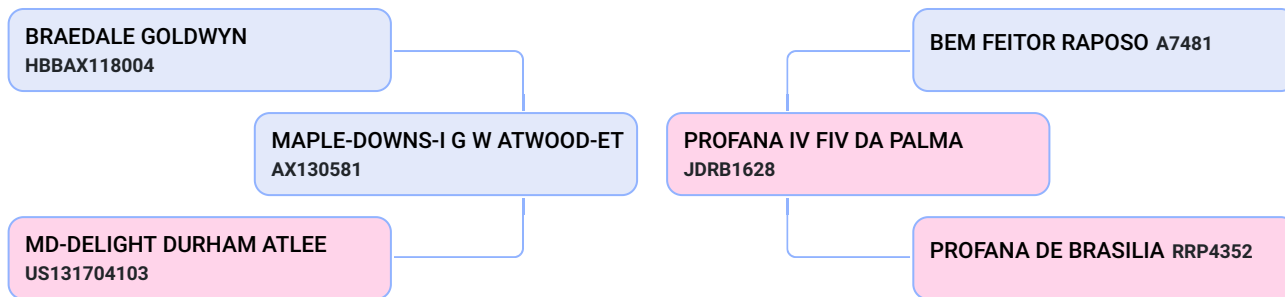 BRAEDALE GOLDWYN
HBBAX118004
BEM FEITOR RAPOSO A7481
MAPLE-DOWNS-I G W ATWOOD-ET
AX130581
PROFANA IV FIV DA PALMA
JDRB1628
MD-DELIGHT DURHAM ATLEE
US131704103
PROFANA DE BRASILIA RRP4352